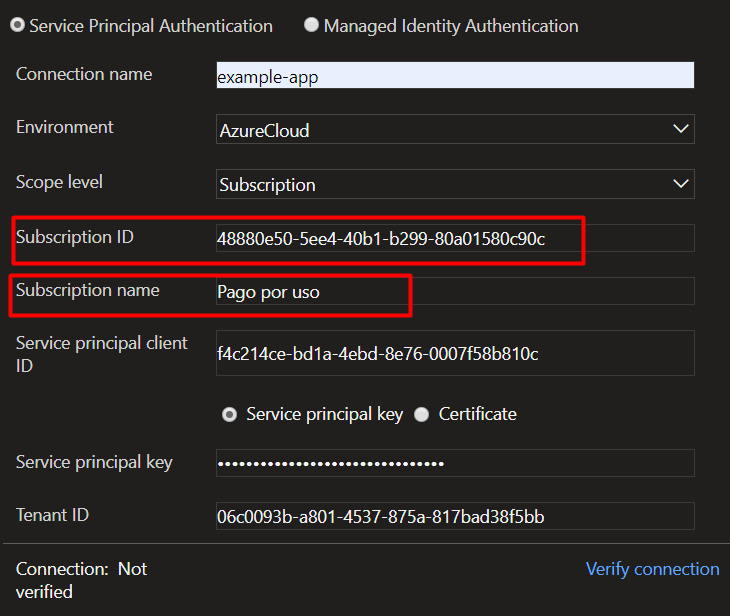 Service Principal Authentication Managed Identity Authentication
Connection name example-app
Environment AzureCloud
Scope level Subscription
Subscription ID 48880e50-5ee4-40b1-b299-80a01580c90c
Subscription name Pago por uso
Service principal client
ID
f4c214ce-bd1a-4ebd-8e76-0007f58b810c
Service principal key Certificate
Service principal key ••••••••••••••••••••••••••••••••
Tenant ID 06c0093b-a801-4537-875a-817bad38f5bb
Connection: Not
verified
Verify connection